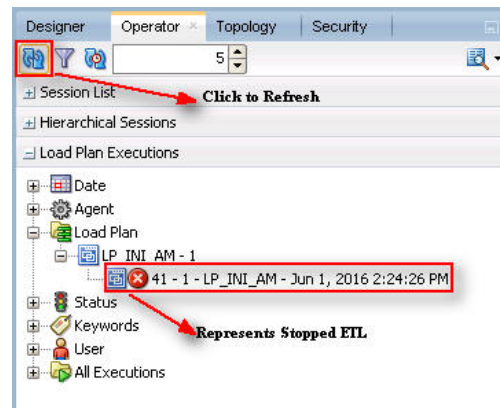 Designer Operator Topology Security
5
Session List
Click to Refresh
Hierarchical Sessions
Load Plan Executions
Date
Agent
Load Plan
LP_INI_AM - 1
41 - 1 - LP_INI_AM - Jun 1, 2016 2:24:26 PM
Status
Represents Stopped ETL
Keywords
User
All Executions